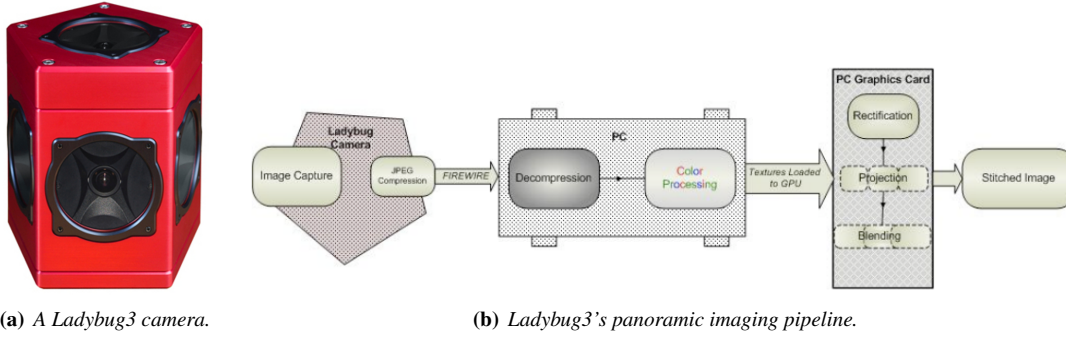 Ladybug
Camera
Image Capture
JPEG
Compression
FIREWIRE
PC
Decompression
Color
Processing
Textures Loaded
to GPU
PC Graphics Card
Rectification
Projection
Blending
Stitched Image
(a) A Ladybug3 camera.
(b) Ladybug3's panoramic imaging pipeline.